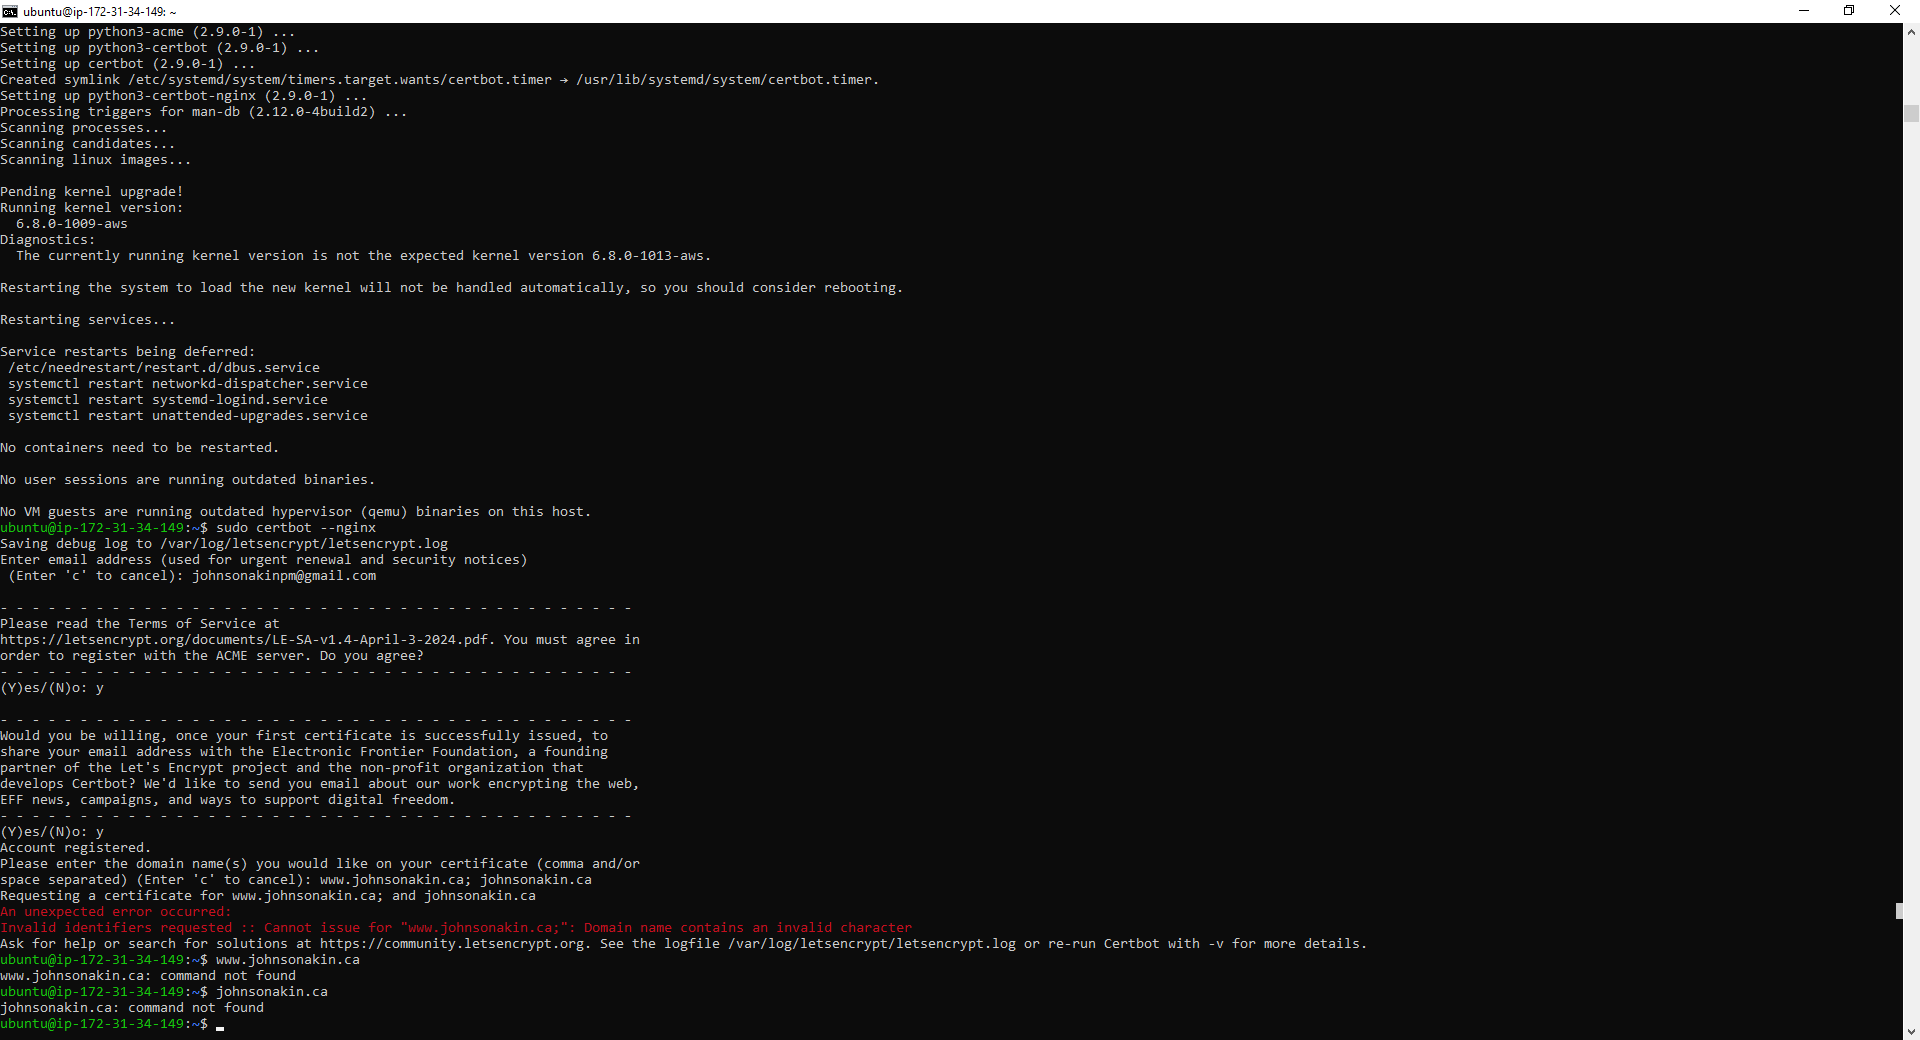 ubuntu@ip-172-31-34-149: ~
Setting up python3-acme (2.9.0-1) ...
Setting up python3-certbot (2.9.0-1) ...
Setting up certbot (2.9.0-1) ...
Created symlink /etc/systemd/system/timers.target.wants/certbot.timer → /usr/lib/systemd/system/certbot.timer.
Setting up python3-certbot-nginx (2.9.0-1) ...
Processing triggers for man-db (2.12.0-4build2) ...
Scanning processes...
Scanning candidates...
Scanning linux images...

Pending kernel upgrade!
Running kernel version:
  6.8.0-1009-aws
Diagnostics:
  The currently running kernel version is not the expected kernel version 6.8.0-1013-aws.

Restarting the system to load the new kernel will not be handled automatically, so you should consider rebooting.

Restarting services...

Service restarts being deferred:
 /etc/needrestart/restart.d/dbus.service
 systemctl restart networkd-dispatcher.service
 systemctl restart systemd-logind.service
 systemctl restart unattended-upgrades.service

No containers need to be restarted.

No user sessions are running outdated binaries.

No VM guests are running outdated hypervisor (qemu) binaries on this host.
ubuntu@ip-172-31-34-149:~$ sudo certbot --nginx
Saving debug log to /var/log/letsencrypt/letsencrypt.log
Enter email address (used for urgent renewal and security notices)
 (Enter 'c' to cancel): johnsonakinpm@gmail.com

- - - - - - - - - - - - - - - - - - - - - - - - - - - - - - - - - - - - - - - -
Please read the Terms of Service at
https://letsencrypt.org/documents/LE-SA-v1.4-April-3-2024.pdf. You must agree in
order to register with the ACME server. Do you agree?
- - - - - - - - - - - - - - - - - - - - - - - - - - - - - - - - - - - - - - - -
(Y)es/(N)o: y

- - - - - - - - - - - - - - - - - - - - - - - - - - - - - - - - - - - - - - - -
Would you be willing, once your first certificate is successfully issued, to
share your email address with the Electronic Frontier Foundation, a founding
partner of the Let's Encrypt project and the non-profit organization that
develops Certbot? We'd like to send you email about our work encrypting the web,
EFF news, campaigns, and ways to support digital freedom.
- - - - - - - - - - - - - - - - - - - - - - - - - - - - - - - - - - - - - - - -
(Y)es/(N)o: y
Account registered.
Please enter the domain name(s) you would like on your certificate (comma and/or
space separated) (Enter 'c' to cancel): www.johnsonakin.ca; johnsonakin.ca
Requesting a certificate for www.johnsonakin.ca; and johnsonakin.ca
An unexpected error occurred:
Invalid identifiers requested :: Cannot issue for "www.johnsonakin.ca;": Domain name contains an invalid character
Ask for help or search for solutions at https://community.letsencrypt.org. See the logfile /var/log/letsencrypt/letsencrypt.log or re-run Certbot with -v for more details.
ubuntu@ip-172-31-34-149:~$ www.johnsonakin.ca
www.johnsonakin.ca: command not found
ubuntu@ip-172-31-34-149:~$ johnsonakin.ca
johnsonakin.ca: command not found
ubuntu@ip-172-31-34-149:~$